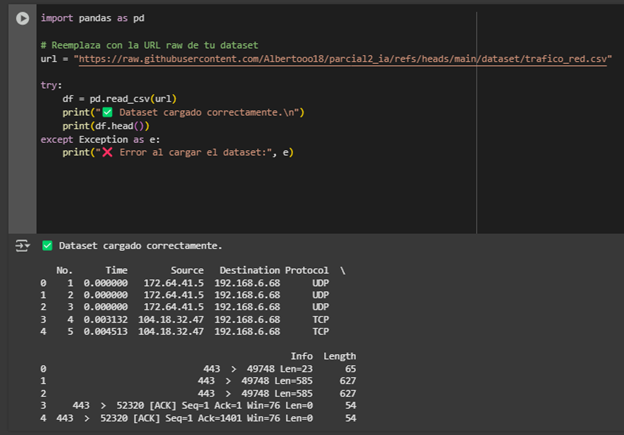 import pandas as pd
# Reemplaza con la URL raw de tu dataset
url = "https://raw.githubusercontent.com/Albertooo18/parcial2_ia/refs/heads/main/dataset/trafico_red.csv"
try:
    df = pd.read_csv(url)
    print("✅ Dataset cargado correctamente.\n")
    print(df.head())
except Exception as e:
    print("❌ Error al cargar el dataset:", e)
✅ Dataset cargado correctamente.
   No.      Time        Source   Destination Protocol  \
0    1  0.000000   172.64.41.5  192.168.6.68      UDP
1    2  0.000000   172.64.41.5  192.168.6.68      UDP
2    3  0.000000   172.64.41.5  192.168.6.68      UDP
3    4  0.003132  104.18.32.47  192.168.6.68      TCP
4    5  0.004513  104.18.32.47  192.168.6.68      TCP
                                                Info  Length
0                                443  >  49748 Len=23      65
1                               443  >  49748 Len=585     627
2                               443  >  49748 Len=585     627
3     443  >  52320 [ACK] Seq=1 Ack=1 Win=76 Len=0      54
4  443  >  52320 [ACK] Seq=1 Ack=1401 Win=76 Len=0      54